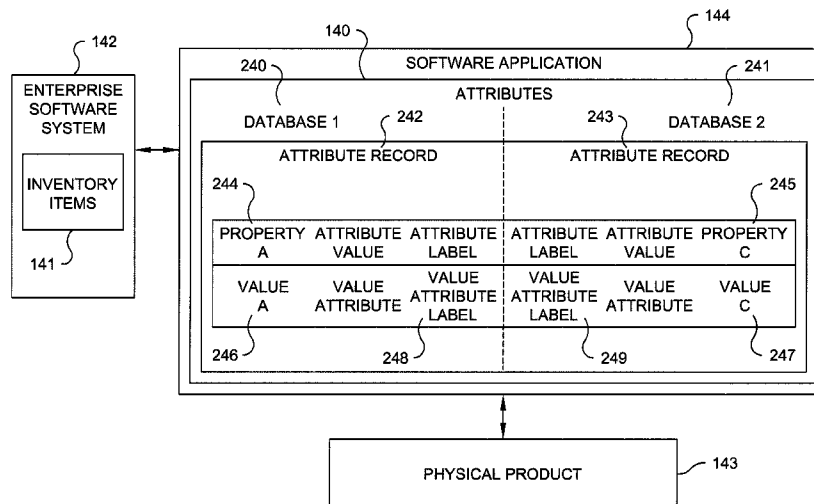 142
140
144
ENTERPRISE
SOFTWARE
SYSTEM
INVENTORY
ITEMS
141
SOFTWARE APPLICATION
240
241
ATTRIBUTES
DATABASE 1
DATABASE 2
242
243
ATTRIBUTE RECORD
ATTRIBUTE RECORD
244
245
PROPERTY A
ATTRIBUTE VALUE
ATTRIBUTE LABEL
ATTRIBUTE LABEL
ATTRIBUTE VALUE
PROPERTY C
VALUE A
VALUE ATTRIBUTE
VALUE ATTRIBUTE LABEL
VALUE ATTRIBUTE LABEL
VALUE ATTRIBUTE
VALUE C
246
248
249
247
PHYSICAL PRODUCT
143